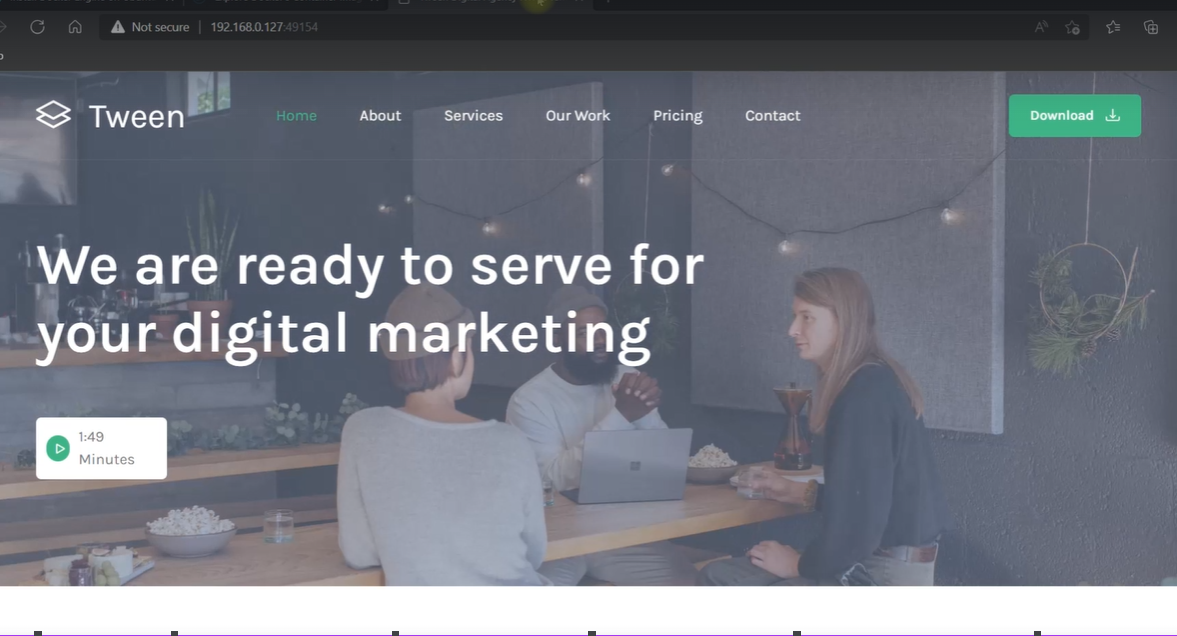 Not secure | 192.168.0.127:49154
Tween
Home About Services Our Work Pricing Contact
Download
We are ready to serve for
your digital marketing
1:49
Minutes